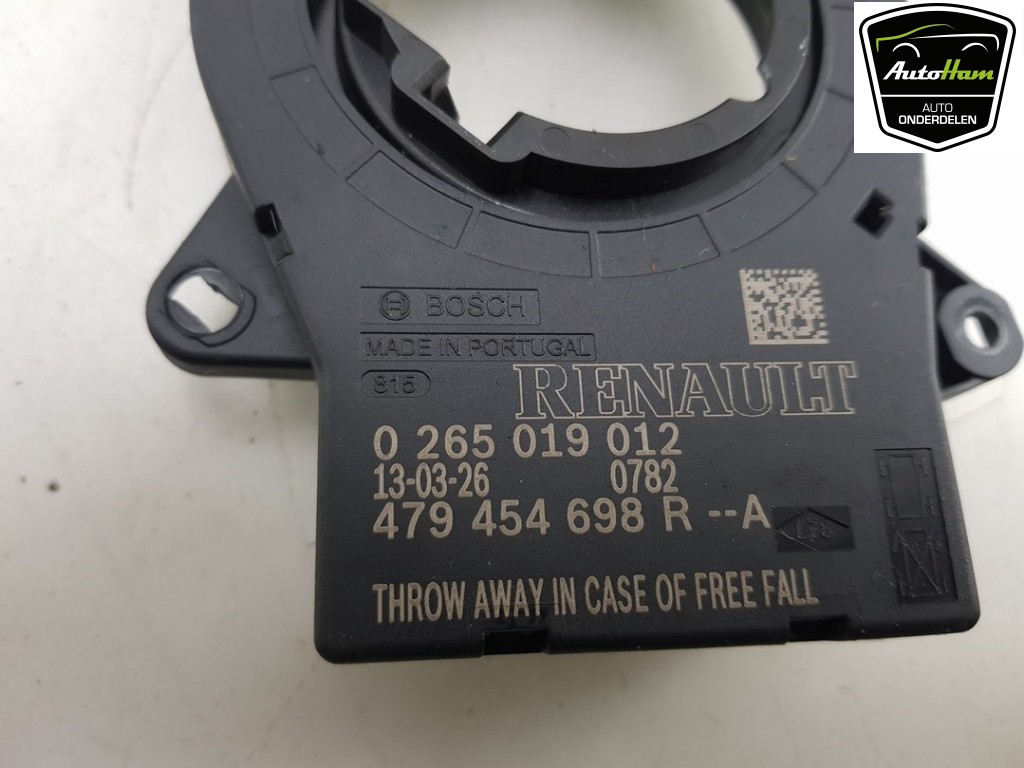 AutoHam
AUTO
ONDERDELEN
BOSCH
MADE IN PORTUGAL
815
RENAULT
0 265 019 012
13-03-26 0782
479 454 698 R --A
THROW AWAY IN CASE OF FREE FALL